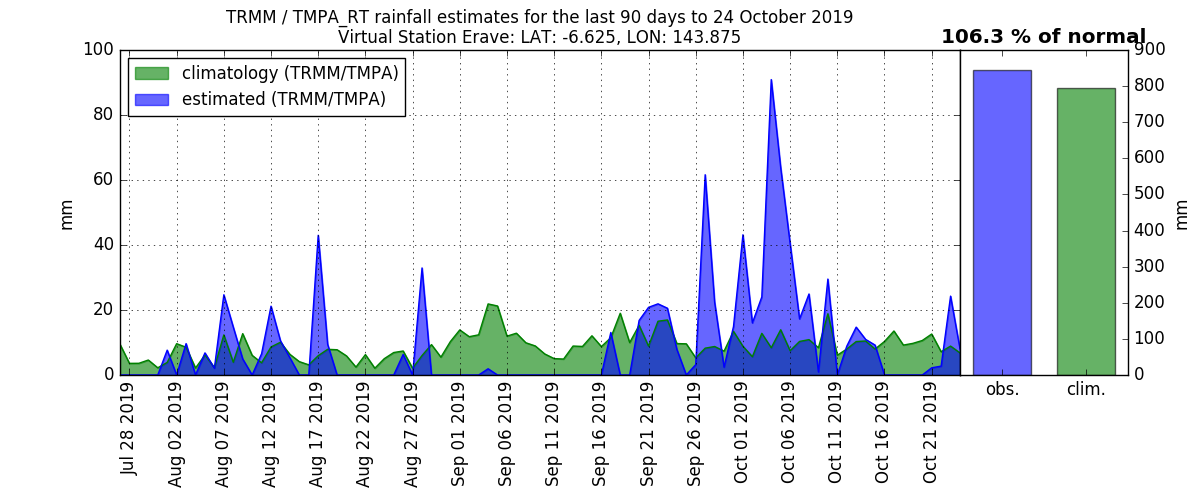 TRMM / TMPA_RT rainfall estimates for the last 90 days to 24 October 2019
Virtual Station Erave: LAT: -6.625, LON: 143.875
106.3 % of normal
climatology (TRMM/TMPA)
estimated (TRMM/TMPA)
mm
100
80
60
40
20
0
Jul 28 2019
Aug 02 2019
Aug 07 2019
Aug 12 2019
Aug 17 2019
Aug 22 2019
Aug 27 2019
Sep 01 2019
Sep 06 2019
Sep 11 2019
Sep 16 2019
Sep 21 2019
Sep 26 2019
Oct 01 2019
Oct 06 2019
Oct 11 2019
Oct 16 2019
Oct 21 2019
obs.
clim.
900
800
700
600
500
400
300
200
100
0
mm